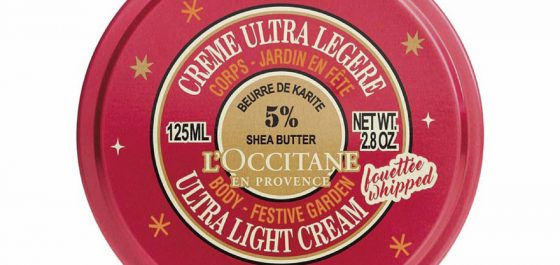 CREME ULTRA LEGERE
CORPS - JARDIN EN FÊTE
BEURRE DE KARITE
5%
SHEA BUTTER
125ML
NET WT.
2.8 OZ
L'OCCITANE
EN PROVENCE
fouettée
whipped
BODY - FESTIVE GARDEN
ULTRA LIGHT CREAM